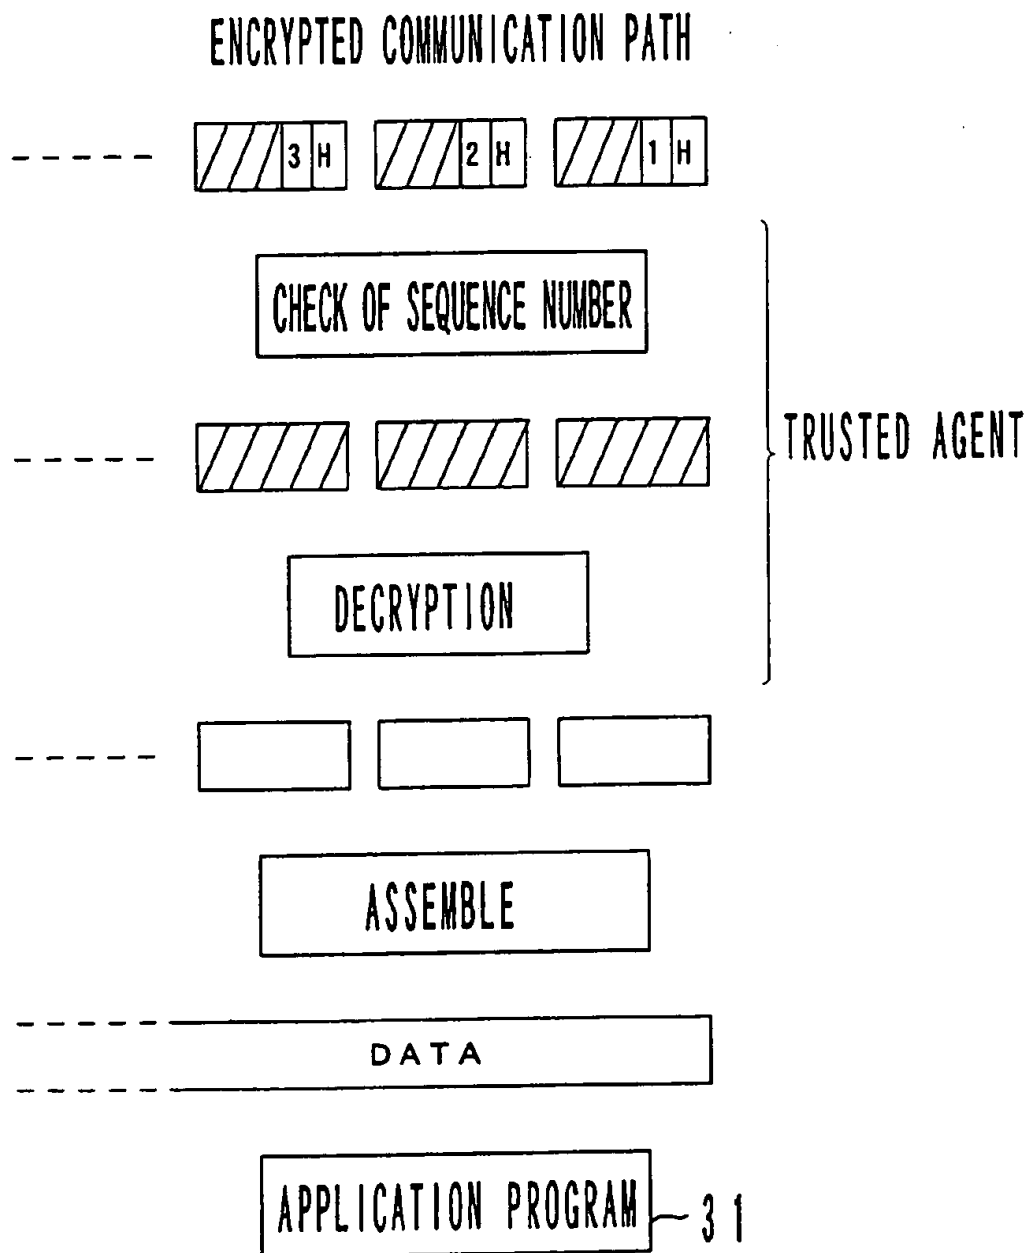 ENCRYPTED COMMUNICATION PATH
3 H 2 H 1 H
CHECK OF SEQUENCE NUMBER
TRUSTED AGENT
DECRYPTION
ASSEMBLE
DATA
APPLICATION PROGRAM 31